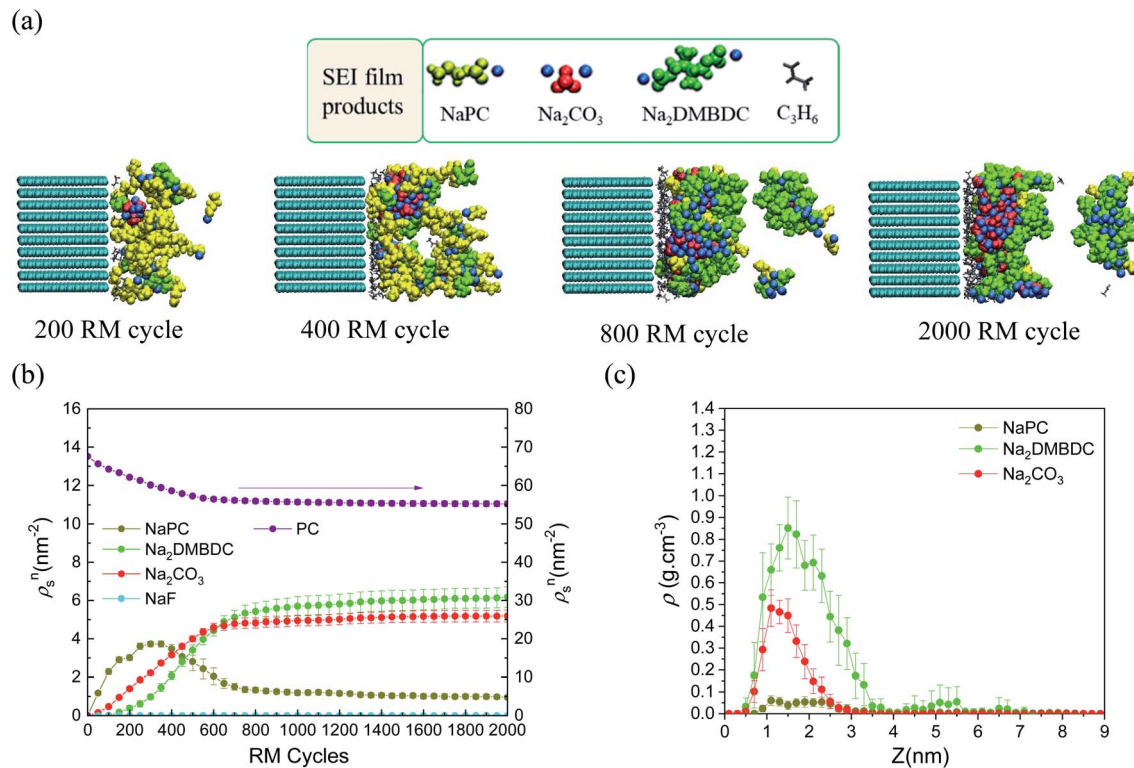 (a)
SEI film
products
NaPC
Na₂CO₃
Na₂DMBDC
C₃H₆
200 RM cycle
400 RM cycle
800 RM cycle
2000 RM cycle
(b)
16
14
12
10
8
6
4
2
0
ρₛⁿ(nm⁻²)
80
70
60
50
40
30
20
10
0
ρₛⁿ(nm⁻²)
NaPC
Na₂DMBDC
Na₂CO₃
NaF
PC
0 200 400 600 800 1000 1200 1400 1600 1800 2000
RM Cycles
(c)
1.4
1.3
1.2
1.1
1.0
0.9
0.8
0.7
0.6
0.5
0.4
0.3
0.2
0.1
0.0
ρ (g.cm⁻³)
NaPC
Na₂DMBDC
Na₂CO₃
0 1 2 3 4 5 6 7 8 9
Z(nm)